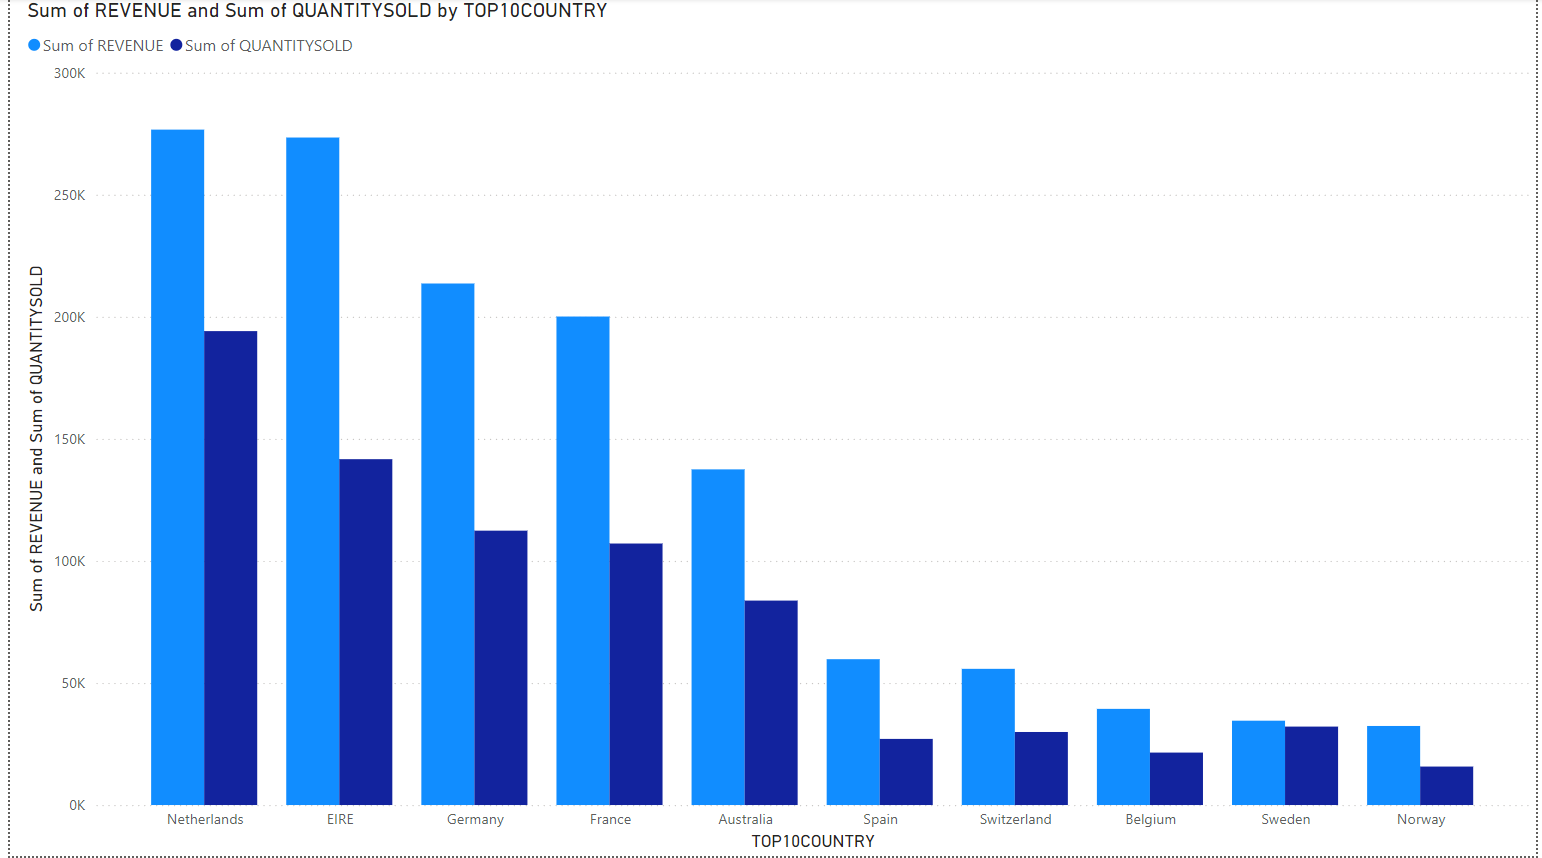 Sum of REVENUE and Sum of QUANTITYSOLD by TOP10COUNTRY
Sum of REVENUE Sum of QUANTITYSOLD
300K
250K
200K
150K
100K
50K
0K
Sum of REVENUE and Sum of QUANTITYSOLD
Netherlands EIRE Germany France Australia Spain Switzerland Belgium Sweden Norway
TOP10COUNTRY